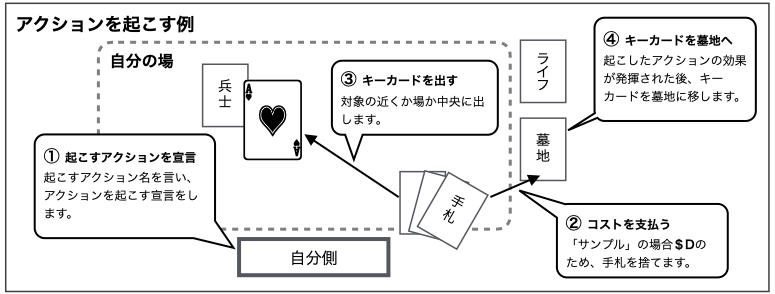 アクションを起こす例
自分の場
兵士
A
A
③ キーカードを出す
対象の近くか場か中央に出
します。
ライフ
墓地
④ キーカードを墓地へ
起こしたアクションの効果
が発揮された後、キー
カードを墓地に移します。
① 起こすアクションを宣言
起こすアクション名を言い、
アクションを起こす宣言をし
ます。
手札
② コストを支払う
「サンプル」の場合$Dの
ため、手札を捨てます。
自分側